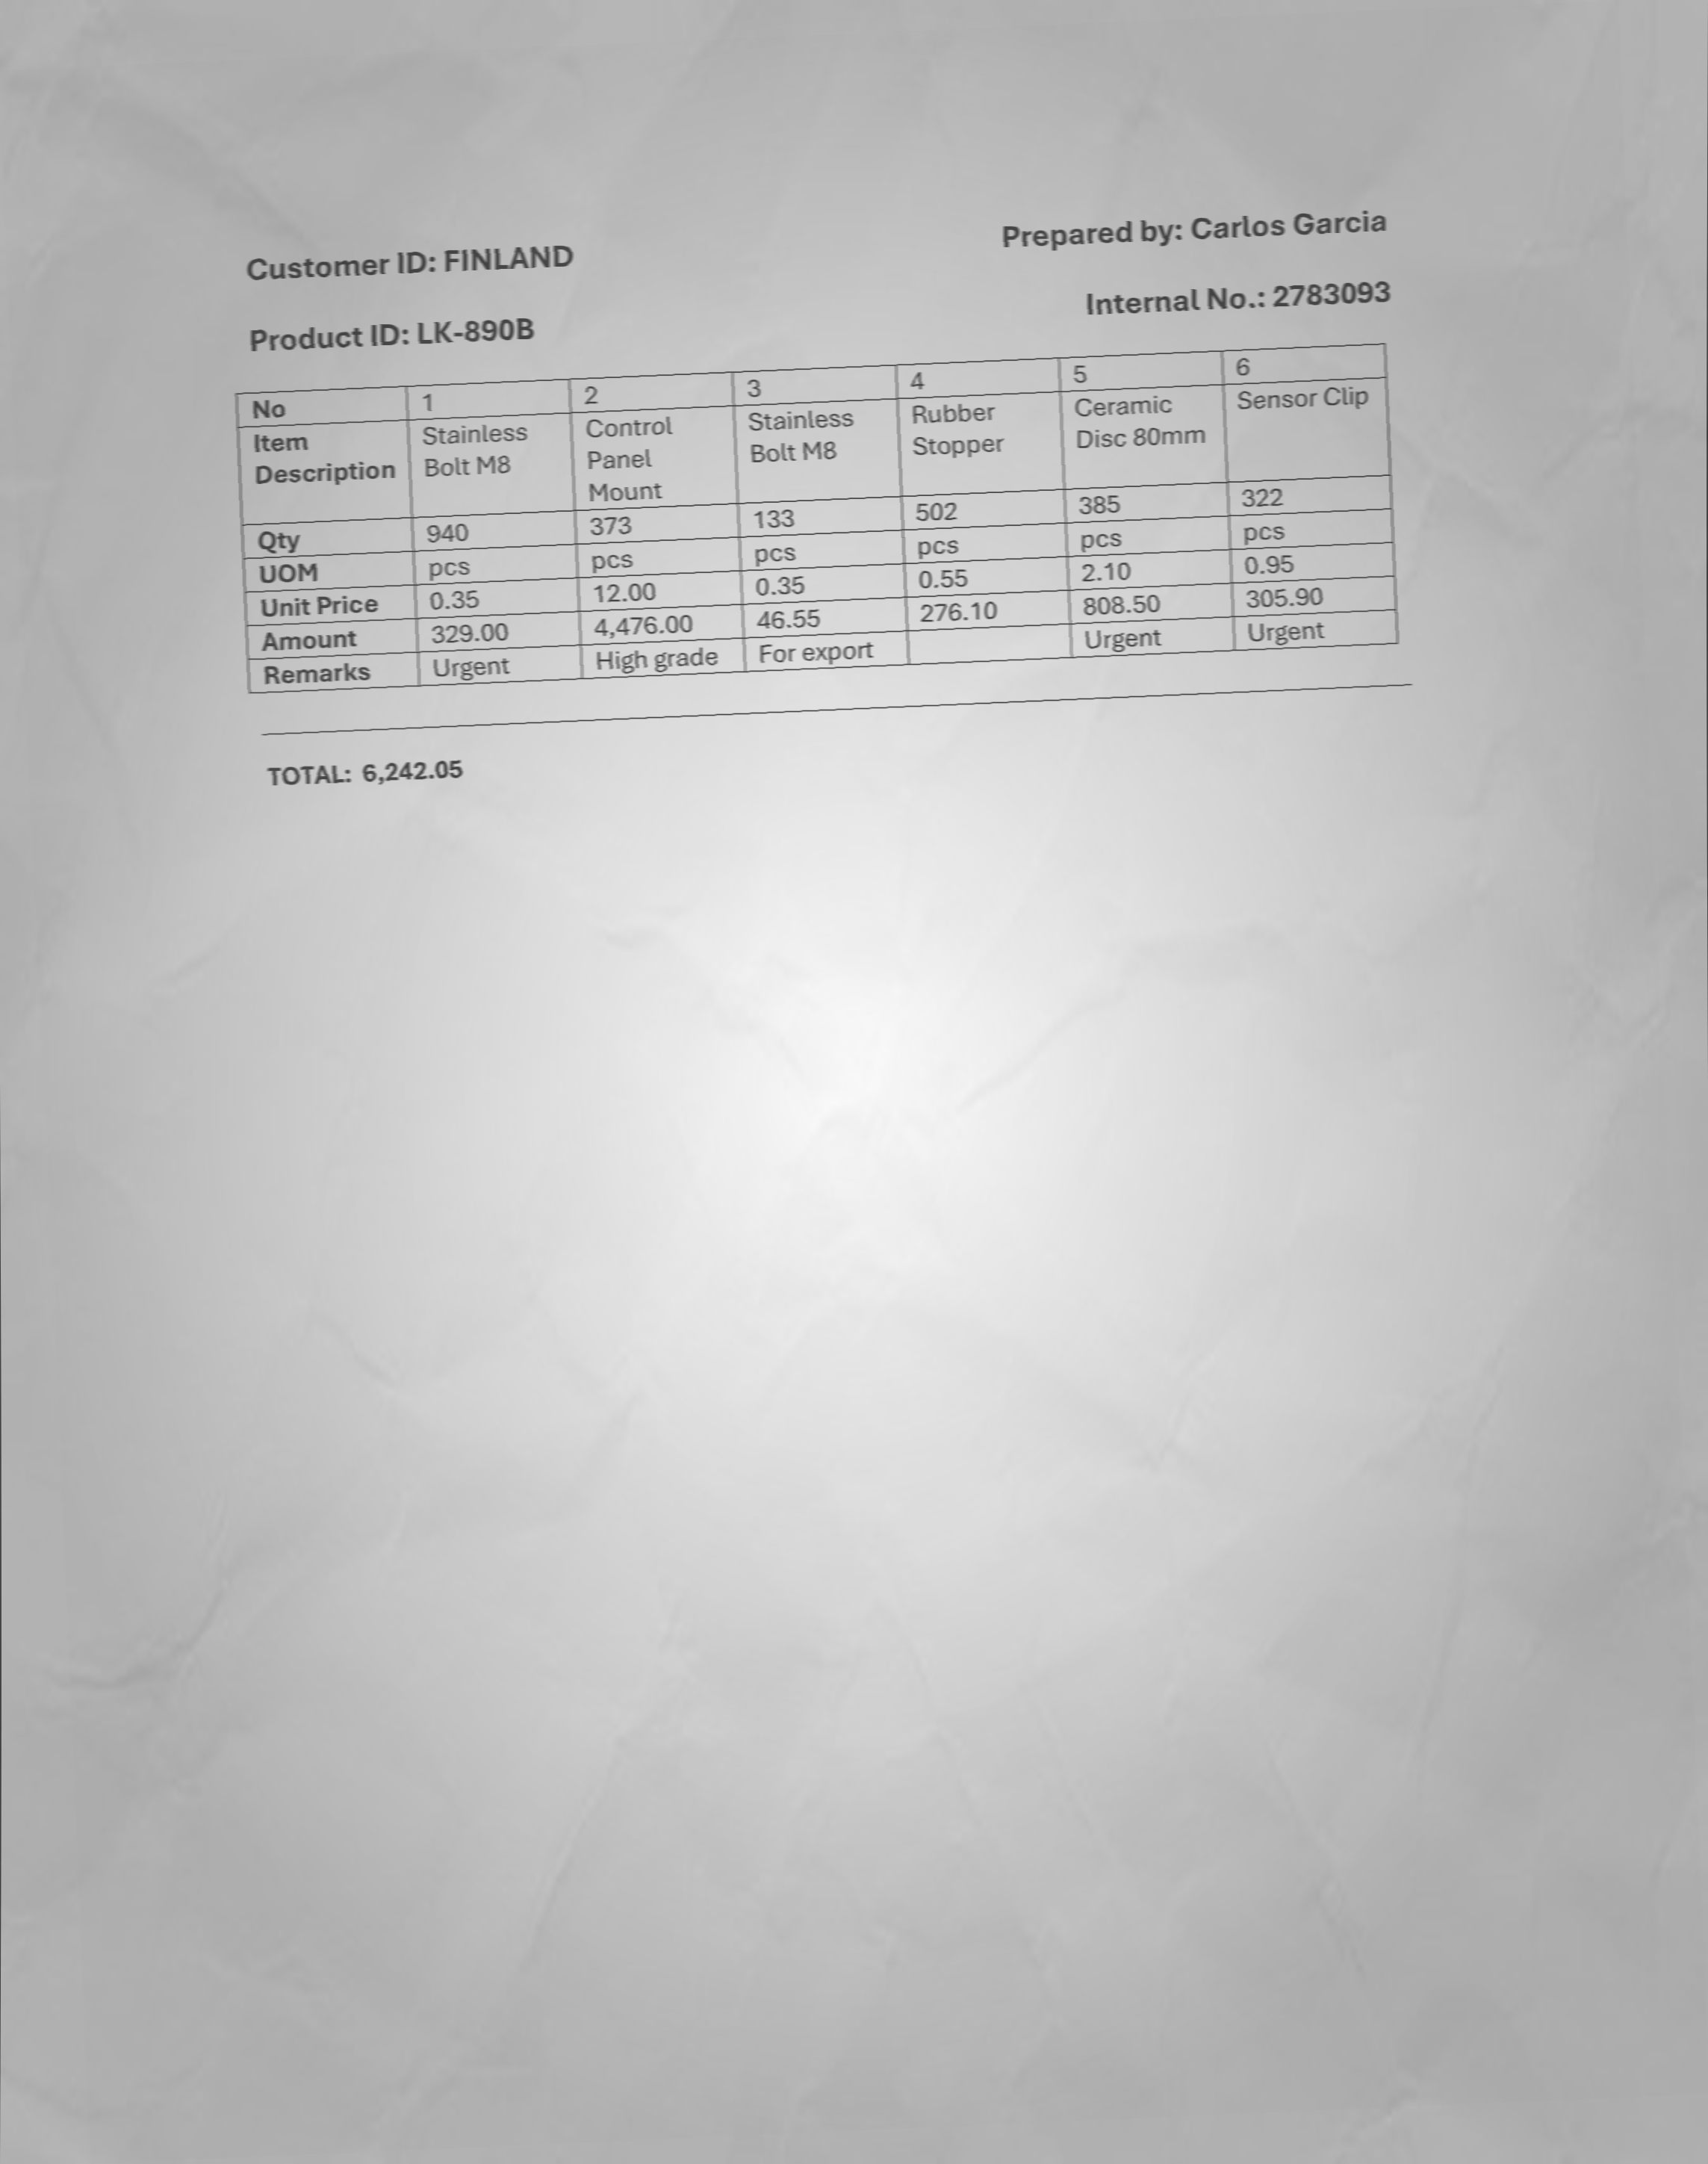 Customer ID: FINLAND
Prepared by: Carlos Garcia
Product ID: LK-890B
Internal No.: 2783093
No 1 2 3 4 5 6
Item Description Stainless Bolt M8 Control Panel Mount Stainless Bolt M8 Rubber Stopper Ceramic Disc 80mm Sensor Clip
Qty 940 373 133 502 385 322
UOM pcs pcs pcs pcs pcs pcs
Unit Price 0.35 12.00 0.35 0.55 2.10 0.95
Amount 329.00 4,476.00 46.55 276.10 808.50 305.90
Remarks Urgent High grade For export Urgent Urgent
TOTAL: 6,242.05